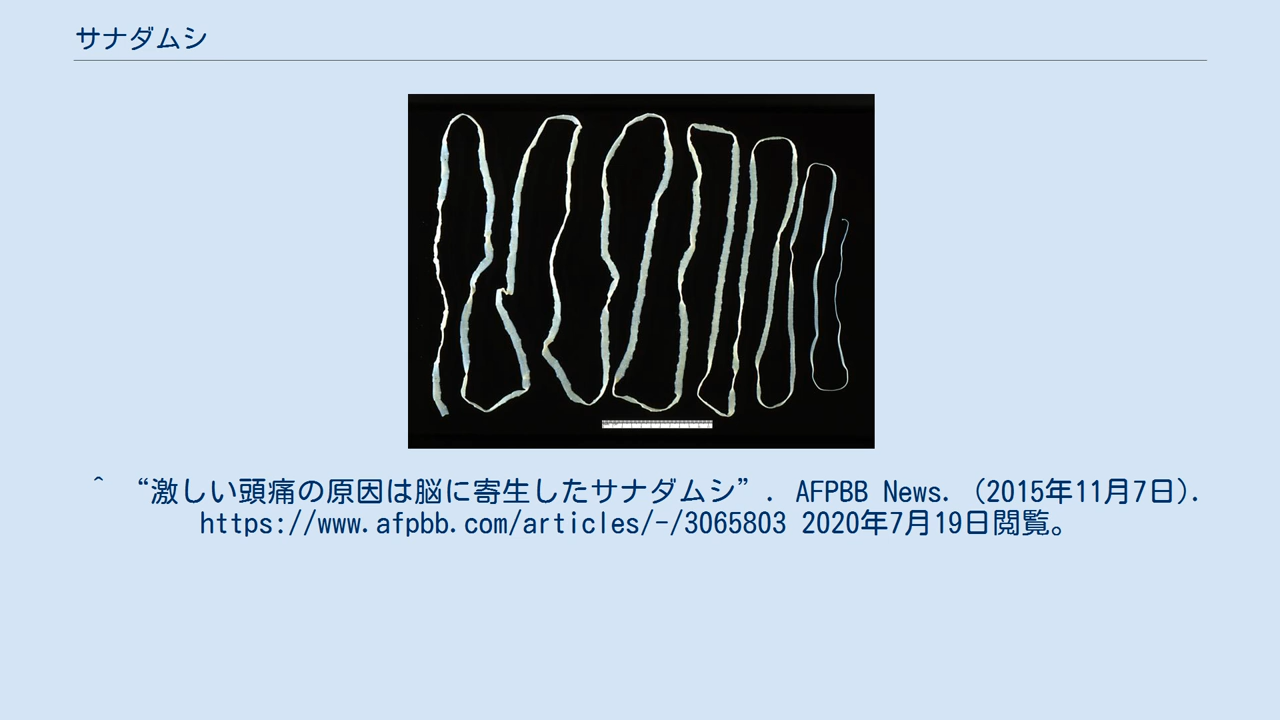 サナダムシ
^ “激しい頭痛の原因は脳に寄生したサナダムシ”. AFPBB News. (2015年11月7日).
https://www.afpbb.com/articles/-/3065803 2020年7月19日閲覧。